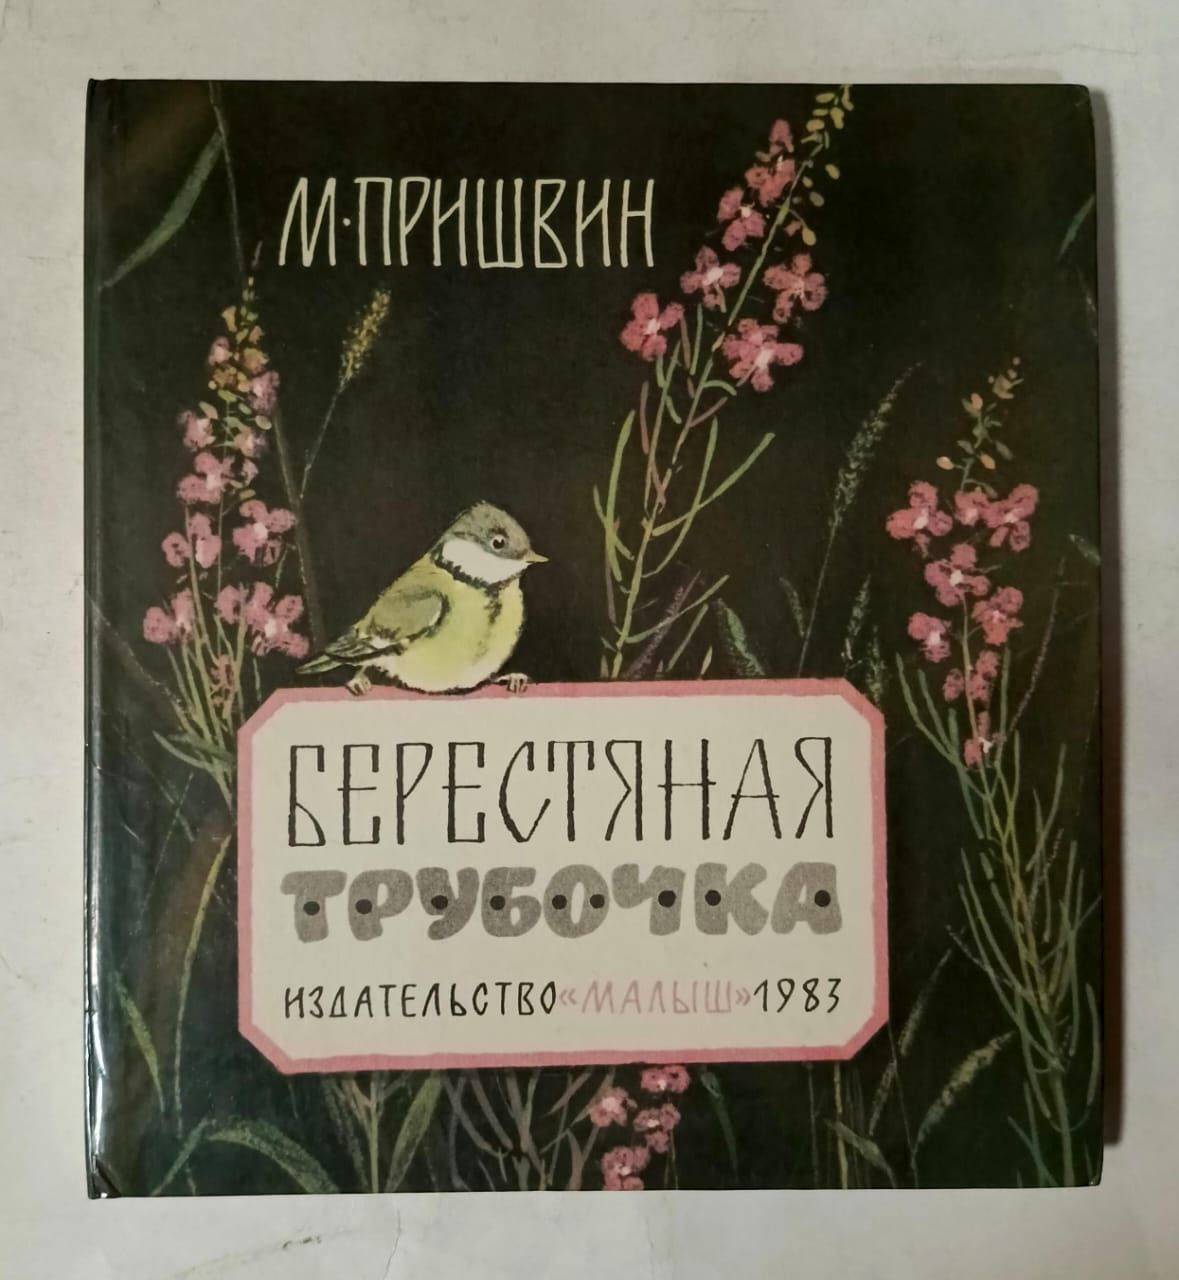 М·ПРИШВИН
БЕРЕСТЯНАЯ
ТРУБОЧКА
ИЗДАТЕЛЬСТВО «МАЛЫШ» 1983